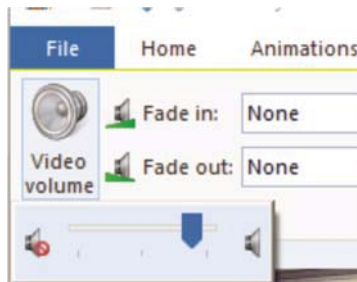 File Home Animations
Fade in: None
Video
volume
Fade out: None